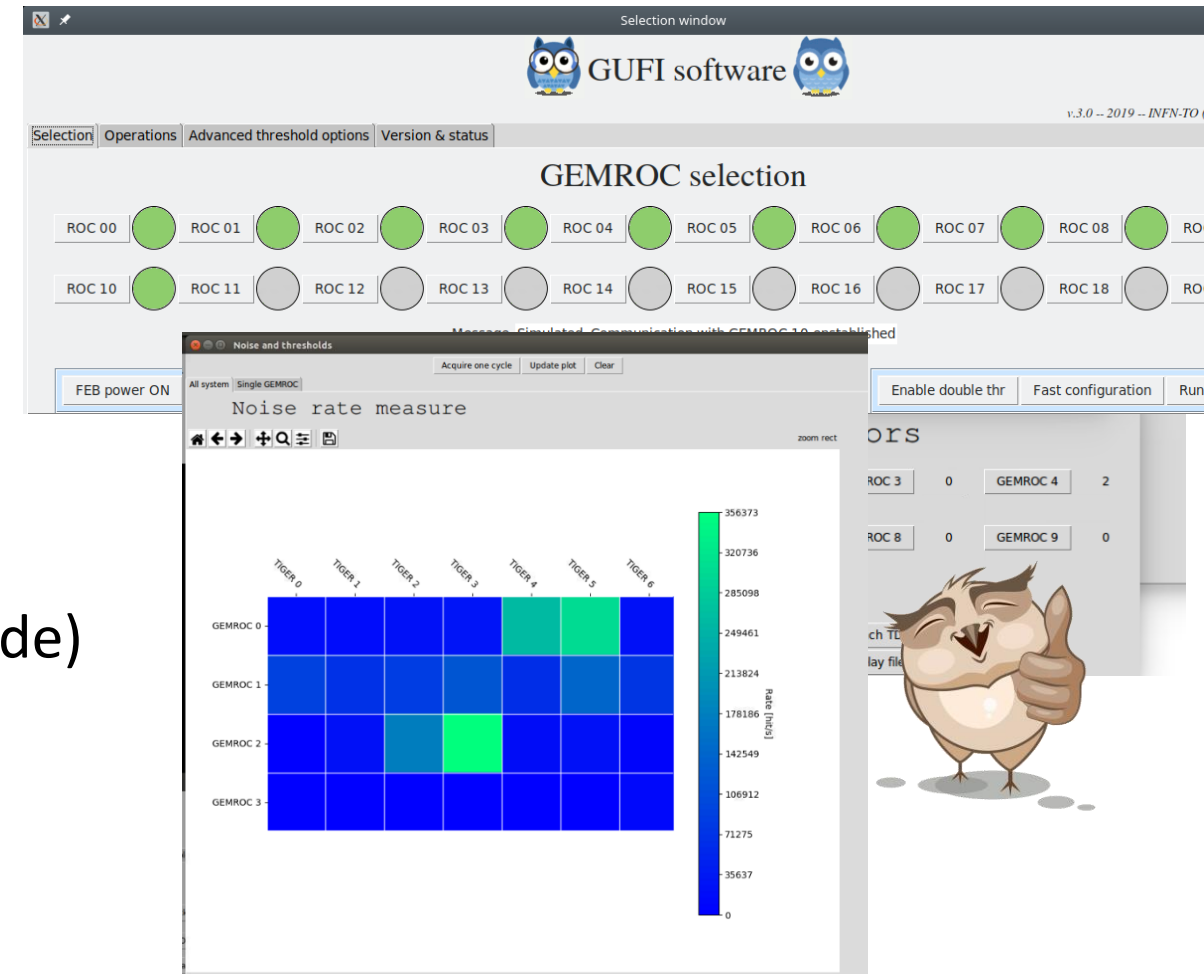 Selection window
GUFI software
v.3.0 -- 2019 -- INFN-TO (
Selection Operations Advanced threshold options Version & status
GEMROC selection
ROC 00 ROC 01 ROC 02 ROC 03 ROC 04 ROC 05 ROC 06 ROC 07 ROC 08 RO
ROC 10 ROC 11 ROC 12 ROC 13 ROC 14 ROC 15 ROC 16 ROC 17 ROC 18 RO
FEB power ON Enable double thr Fast configuration Run
Noise and thresholds
Acquire one cycle Update plot Clear
All system Single GEMROC
Noise rate measure
zoom rect
ors
ROC 3 0 GEMROC 4 2
ROC 8 0 GEMROC 9 0
lay file
de)
TIGER 0 TIGER 1 TIGER 2 TIGER 3 TIGER 4 TIGER 5 TIGER 6
GEMROC 0
GEMROC 1
GEMROC 2
GEMROC 3
356373
320736
285098
249461
213824
178186
142549
106912
71275
35637
0
Rate [hit/s]